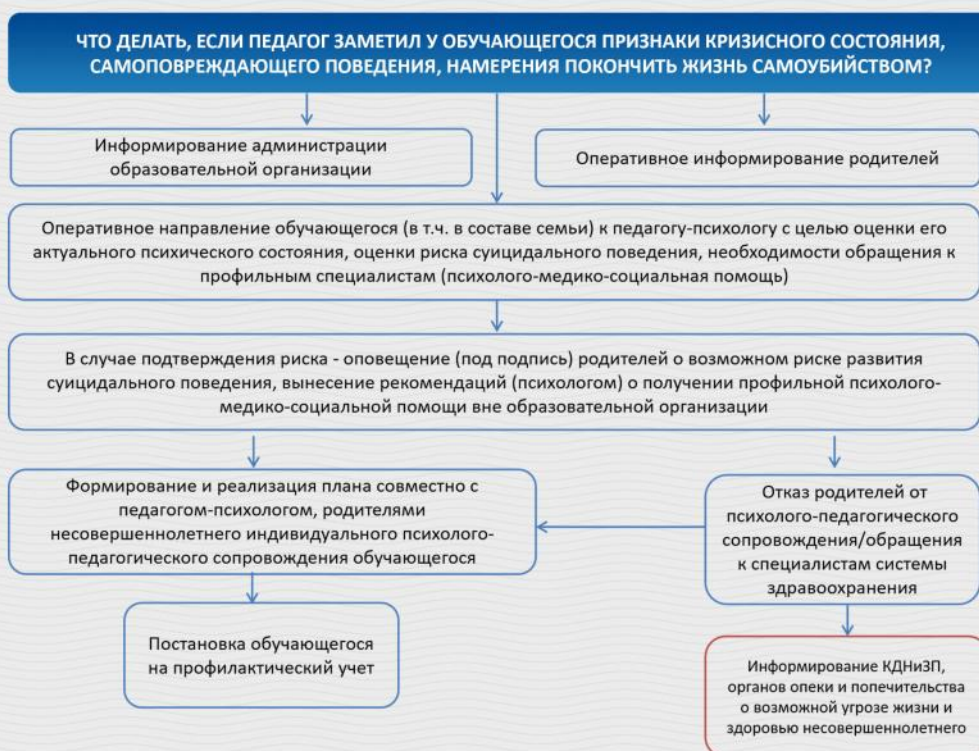 ЧТО ДЕЛАТЬ, ЕСЛИ ПЕДАГОГ ЗАМЕТИЛ У ОБУЧАЮЩЕГОСЯ ПРИЗНАКИ КРИЗИСНОГО СОСТОЯНИЯ,
САМОПОВРЕЖДАЮЩЕГО ПОВЕДЕНИЯ, НАМЕРЕНИЯ ПОКОНЧИТЬ ЖИЗНЬ САМОУБИЙСТВОМ?
Информирование администрации
образовательной организации
Оперативное информирование родителей
Оперативное направление обучающегося (в т.ч. в составе семьи) к педагогу-психологу с целью оценки его
актуального психического состояния, оценки риска суицидального поведения, необходимости обращения к
профильным специалистам (психолого-медико-социальная помощь)
В случае подтверждения риска - оповещение (под подпись) родителей о возможном риске развития
суицидального поведения, вынесение рекомендаций (психологом) о получении профильной психолого-
медико-социальной помощи вне образовательной организации
Формирование и реализация плана совместно с
педагогом-психологом, родителями
несовершеннолетнего индивидуального психолого-
педагогического сопровождения обучающегося
Отказ родителей от
психолого-педагогического
сопровождения/обращения
к специалистам системы
здравоохранения
Постановка обучающегося
на профилактический учет
Информирование КДНиЗП,
органов опеки и попечительства
о возможной угрозе жизни и
здоровью несовершеннолетнего